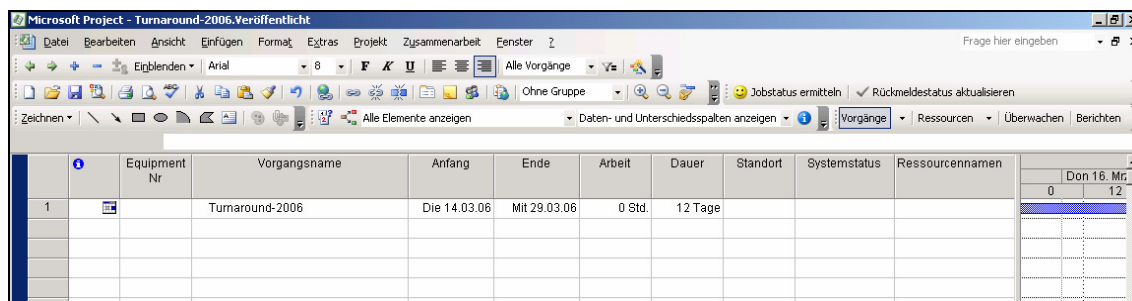 Microsoft Project - Turnaround-2006.Veröffentlicht
Datei Bearbeiten Ansicht Einfügen Format Extras Projekt Zusammenarbeit Fenster ? Frage hier eingeben
Einblenden Arial 8 F K U Alle Vorgänge
Ohne Gruppe Jobstatus ermitteln Rückmeldestatus aktualisieren
Zeichnen Alle Elemente anzeigen Daten- und Unterschiedsspalten anzeigen Vorgänge Ressourcen Überwachen Berichten
Equipment Nr Vorgangsname Anfang Ende Arbeit Dauer Standort Systemstatus Ressourcennamen Don 16. Mrz
0 12
1 Turnaround-2006 Die 14.03.06 Mit 29.03.06 0 Std. 12 Tage